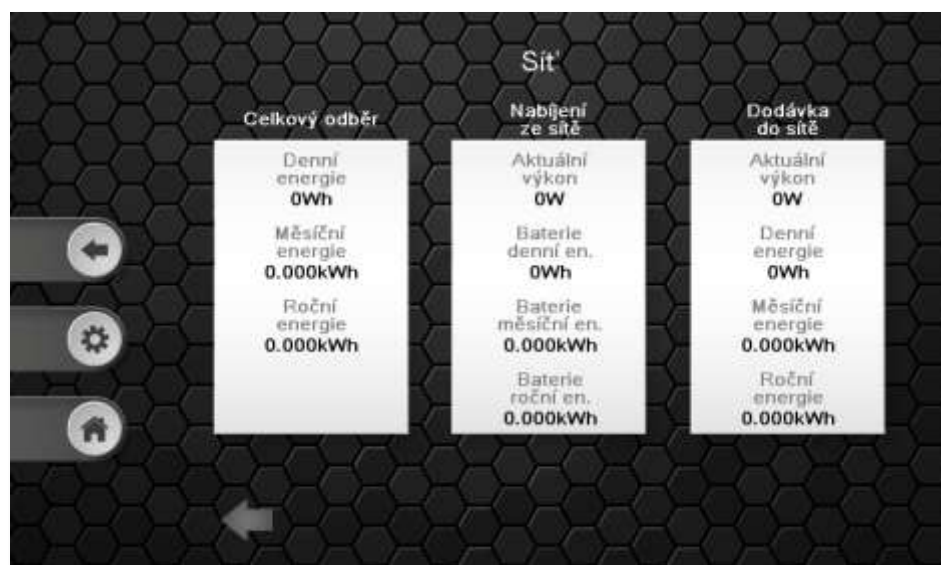 Síť
Celkový odběr
Denní
energie
0Wh
Měsíční
energie
0.000kWh
Roční
energie
0.000kWh
Nabíjení
ze sítě
Aktuální
výkon
0W
Baterie
denní en.
0Wh
Baterie
měsíční en.
0.000kWh
Baterie
roční en.
0.000kWh
Dodávka
do sítě
Aktuální
výkon
0W
Denní
energie
0Wh
Měsíční
energie
0.000kWh
Roční
energie
0.000kWh